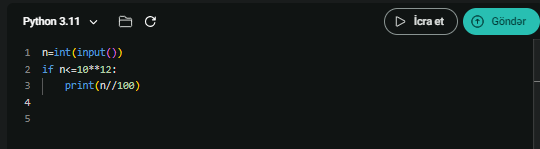 Python 3.11 İcra et Göndər
1 n=int(input())
2 if n<=10**12:
3 print(n//100)
4
5